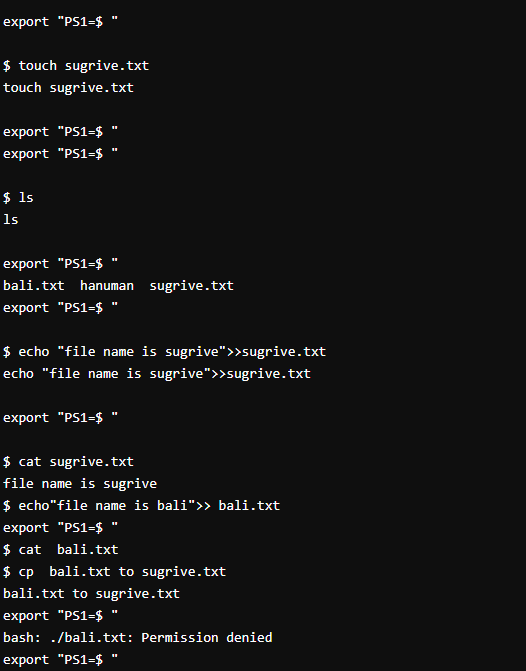 export "PS1=$ "
$ touch sugrive.txt
touch sugrive.txt
export "PS1=$ "
export "PS1=$ "
$ ls
ls
export "PS1=$ "
bali.txt  hanuman  sugrive.txt
export "PS1=$ "
$ echo "file name is sugrive">>sugrive.txt
echo "file name is sugrive">>sugrive.txt
export "PS1=$ "
$ cat sugrive.txt
file name is sugrive
$ echo"file name is bali">> bali.txt
export "PS1=$ "
$ cat  bali.txt
$ cp  bali.txt to sugrive.txt
bali.txt to sugrive.txt
export "PS1=$ "
bash: ./bali.txt: Permission denied
export "PS1=$ "